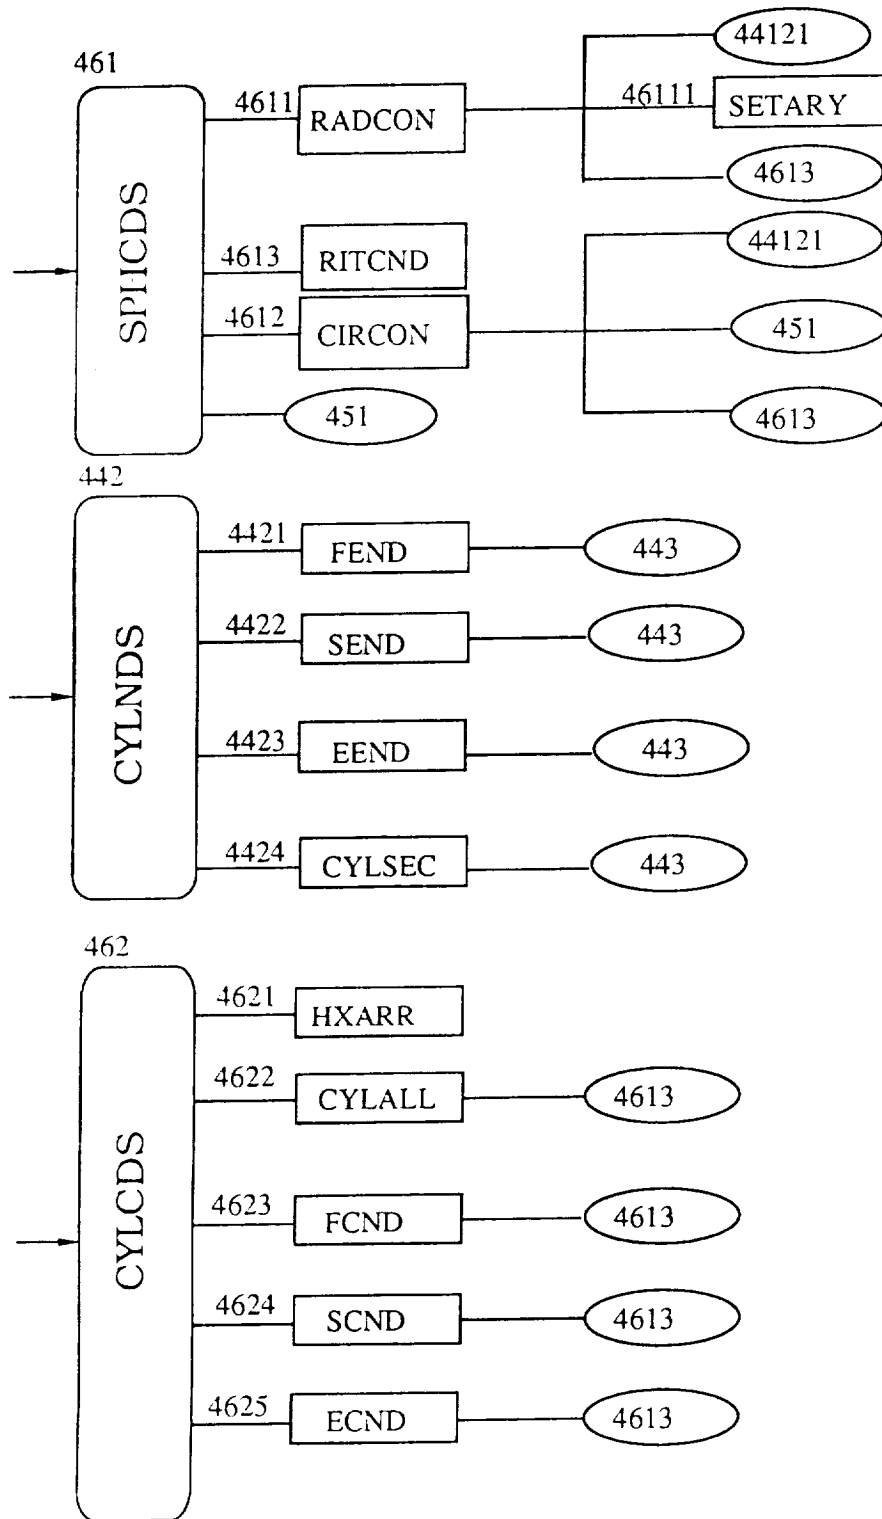 461
SPHCDS
4611
RADCON
44121
46111
SETARY
4613
4613
RITCND
4612
CIRCON
44121
451
4613
451
442
CYLNDS
4421
FEND
443
4422
SEND
443
4423
EEND
443
4424
CYLSEC
443
462
CYLCDS
4621
HXARR
4622
CYLALL
4613
4623
FCND
4613
4624
SCND
4613
4625
ECND
4613